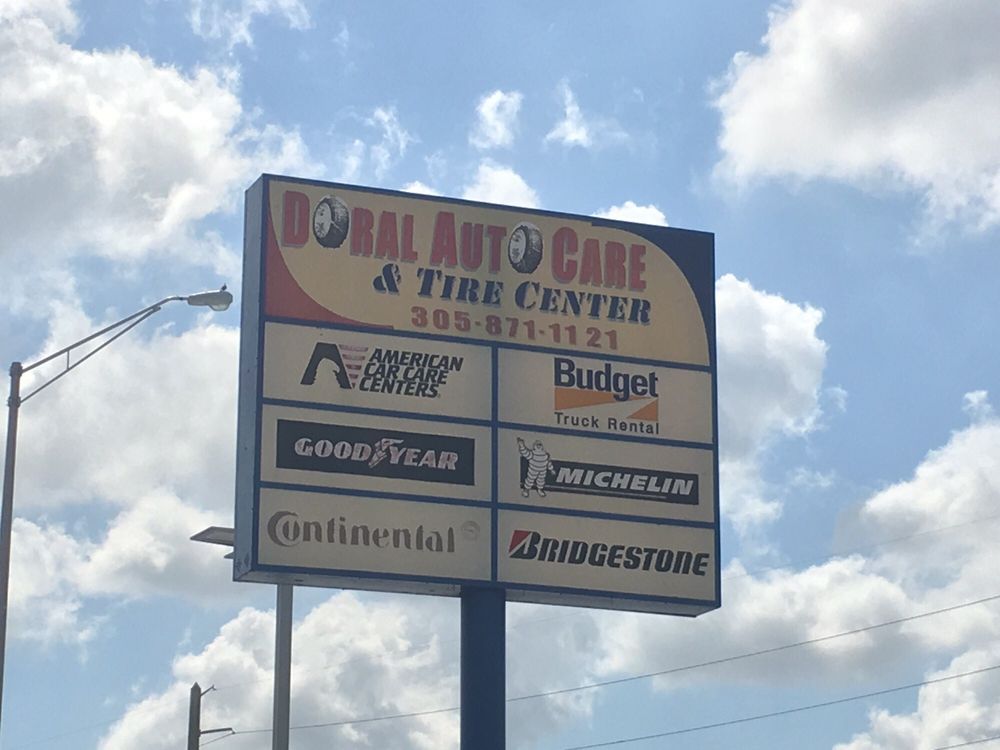 DORAL AUTO CARE
& TIRE CENTER
305-871-1121
AMERICAN
CAR CARE
CENTERS
Budget
Truck Rental
GOODYEAR
MICHELIN
Continental
BRIDGESTONE